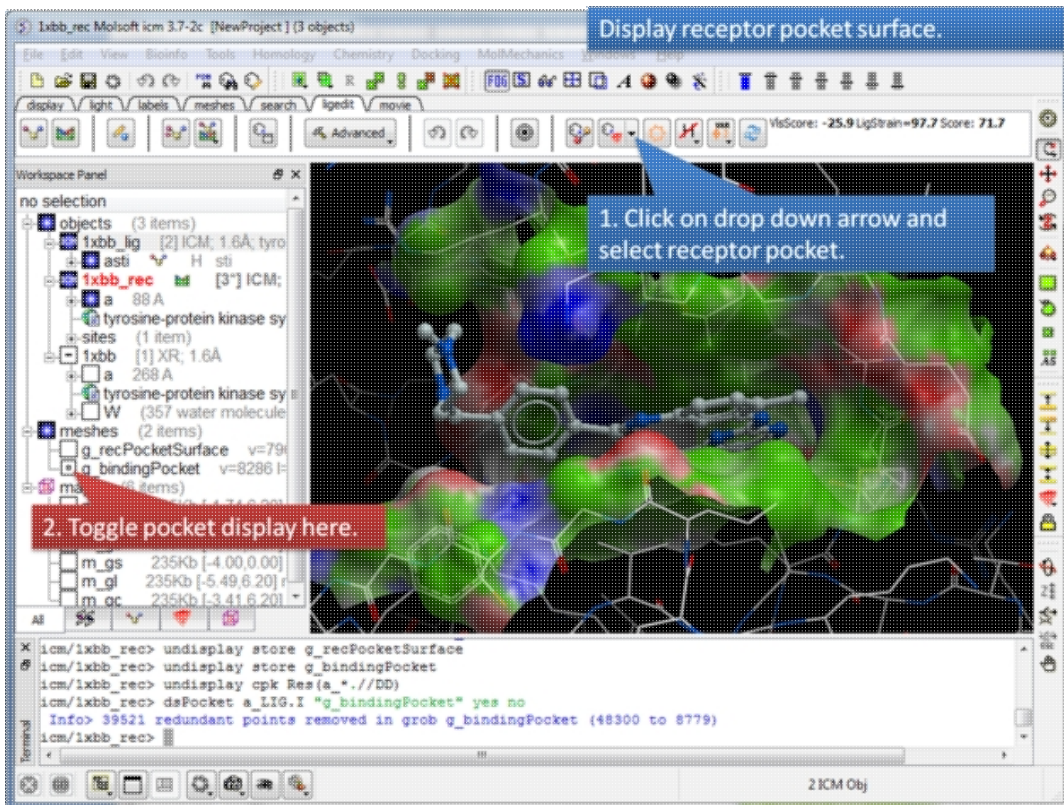 1xbb_rec Molsoft icm 3.7-2c [NewProject ] (3 objects)
Display receptor pocket surface.
File Edit View Bioinfo Tools Homology Chemistry Docking MolMechanics Windows Help
display light labels meshes search ligedit movie
Advanced
VlsScore: -25.9 LigStrain=97.7 Score: 71.7
Workspace Panel
no selection
objects (3 items)
1xbb_lig [2] ICM; 1.6Å; tyro
asti H sti
1xbb_rec [3*] ICM;
a 88 A
tyrosine-protein kinase sy
sites (1 item)
1xbb [1] XR; 1.6Å
a 268 A
tyrosine-protein kinase sy
W (357 water molecule
meshes (2 items)
g_recPocketSurface v=796
g_bindingPocket v=8286 l=
1. Click on drop down arrow and
select receptor pocket.
2. Toggle pocket display here.
m_gs 235Kb [-4.00,0.00]
m_gl 235Kb [-5.49,6.20] r
m_gc 235Kb [-3.41,6.20]
All
icm/1xbb_rec> undisplay store g_recPocketSurface
icm/1xbb_rec> undisplay store g_bindingPocket
icm/1xbb_rec> undisplay cpk Res(a_*.//DD)
icm/1xbb_rec> dsPocket a_LIG.I "g_bindingPocket" yes no
Info> 39521 redundant points removed in grob g_bindingPocket (48300 to 8779)
icm/1xbb_rec>
Terminal
2 ICM Obj